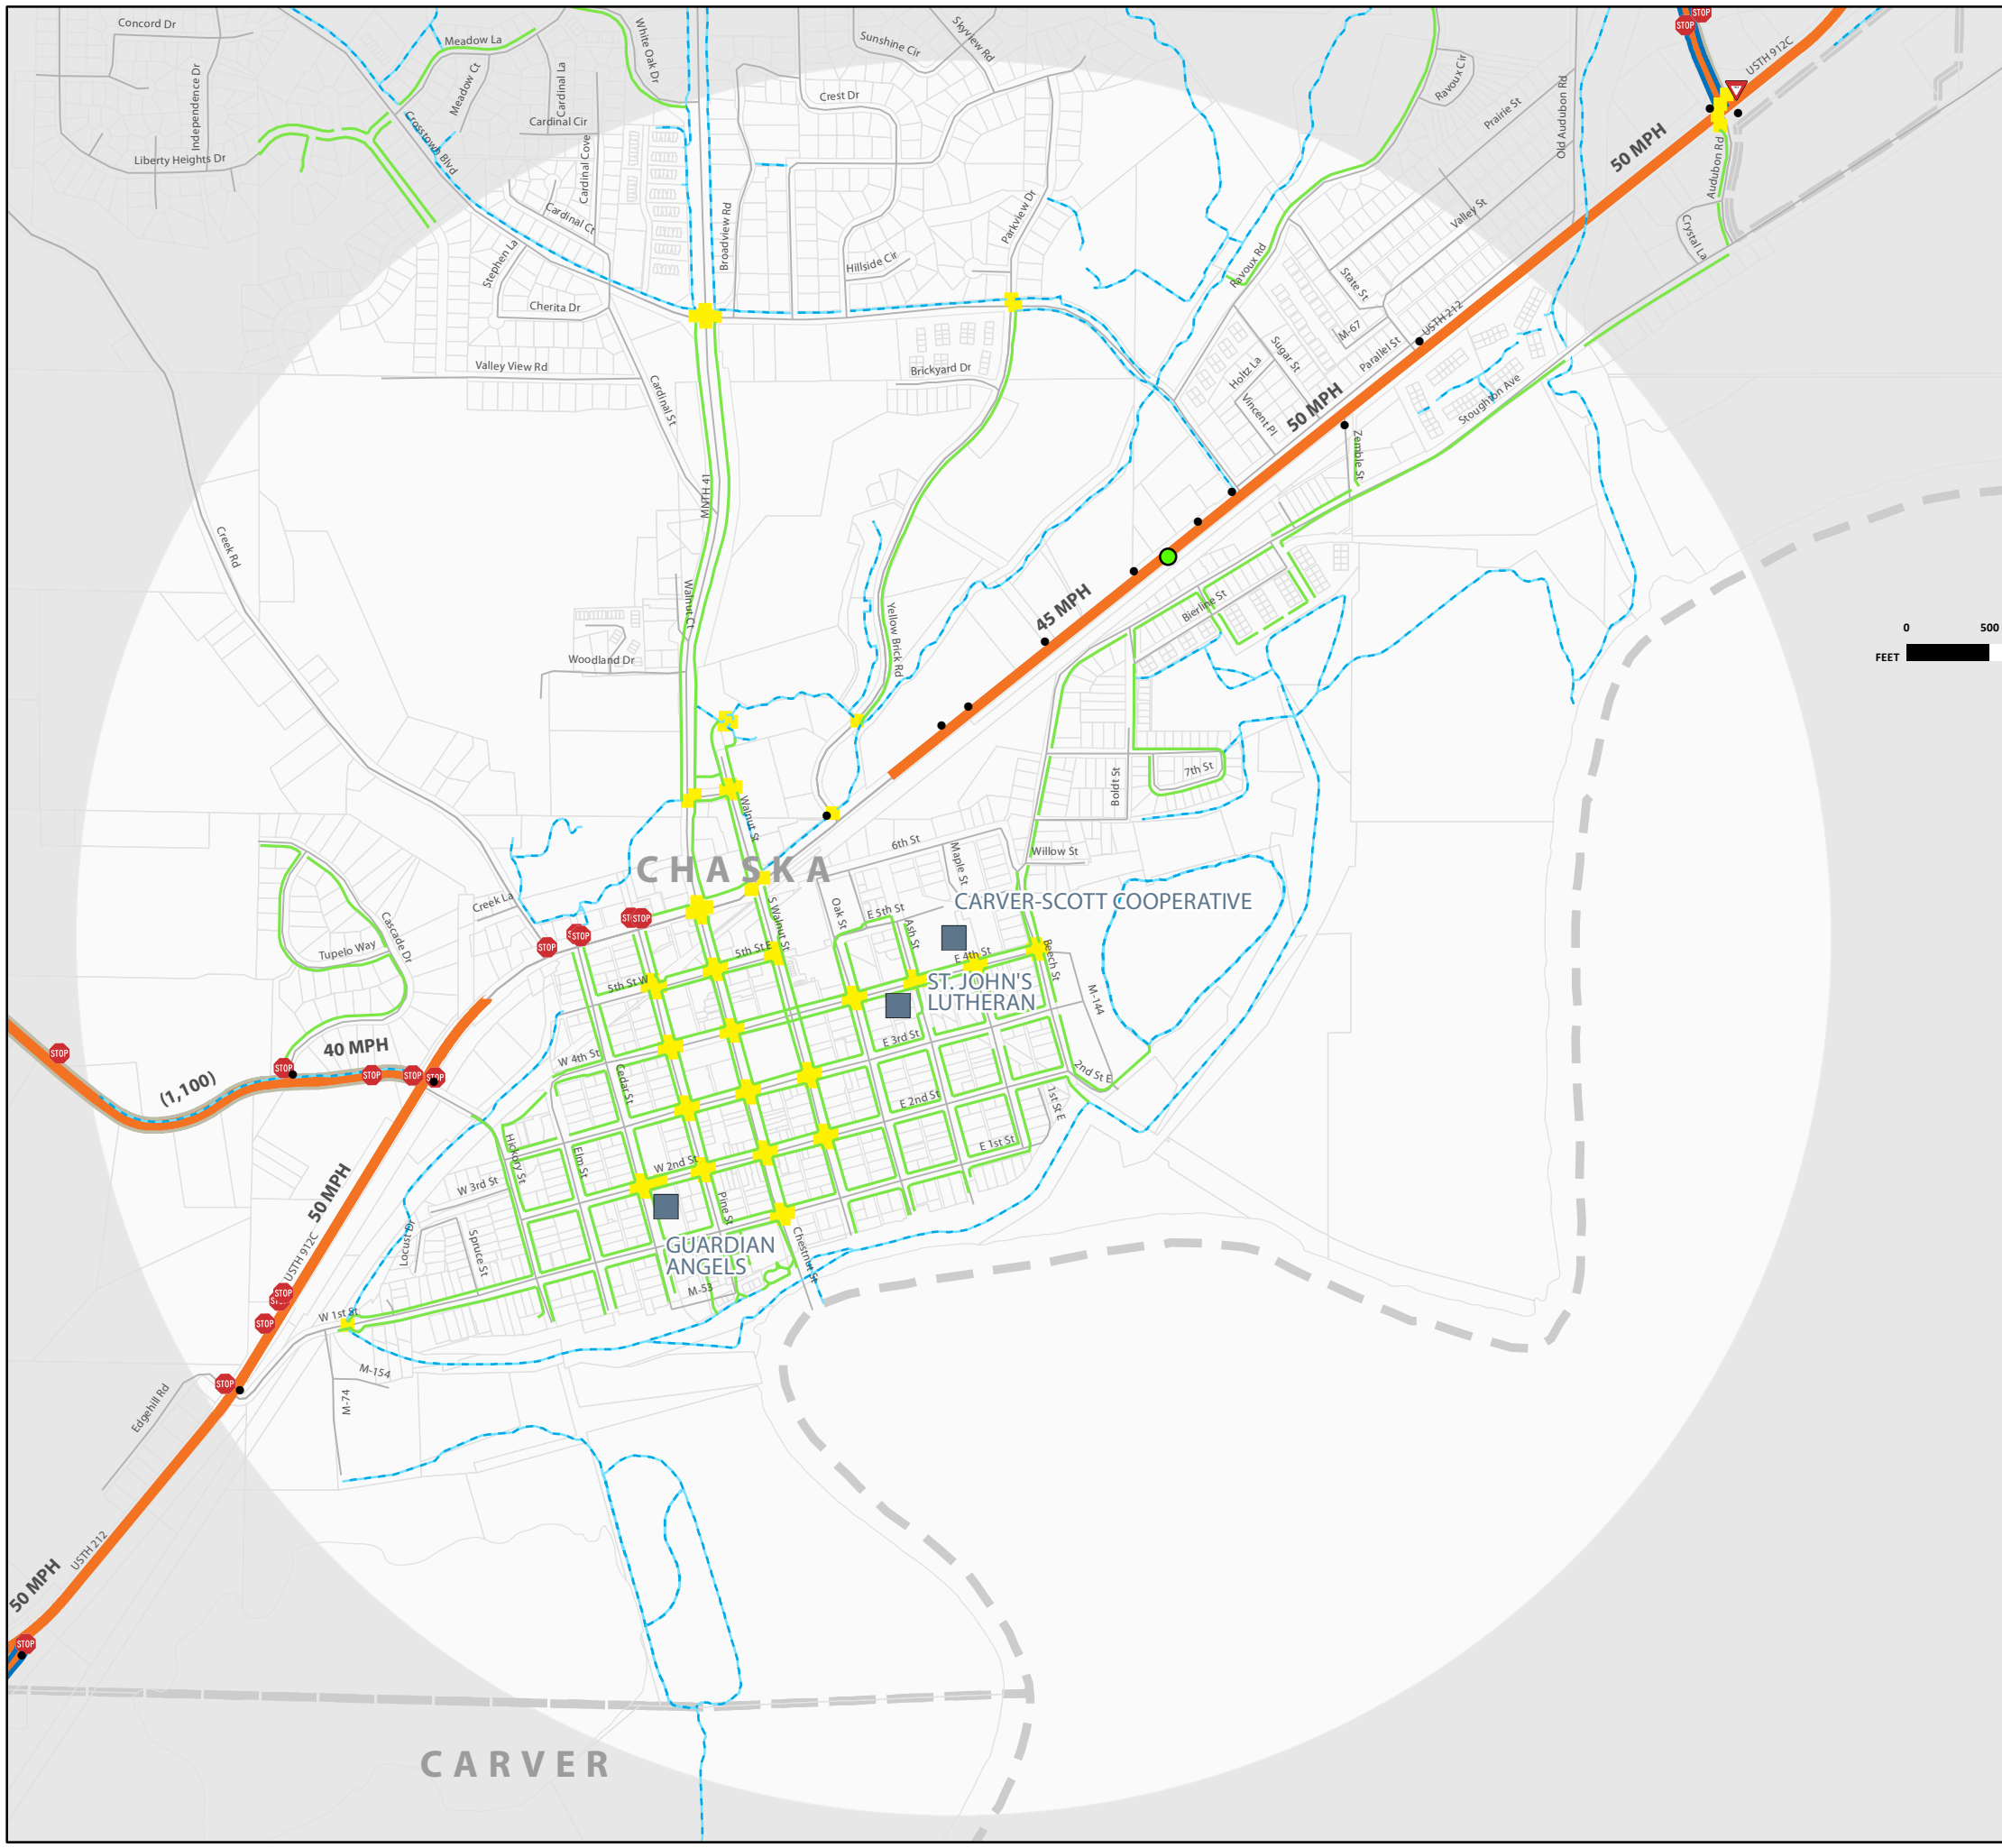 Concord Dr
Meadow La
White Oak Dr
Sunshine Cir
Skyview Rd
STOP
STOP
USTH 912C
Independence Dr
Meadow Ct
Cardinal La
Cardinal Cir
Crest Dr
Ravoux Cir
Prairie St
Old Audubon Rd
50 MPH
Audubon Rd
Liberty Heights Dr
Crosstown Blvd
Cardinal Cove
Cardinal Ct
Stephen La
Broadview Rd
Hillside Cir
Parkview Dr
Ravoux Rd
Valley St
Crystal La
State St
Cherita Dr
M-67
USTH 212
Parallel St
Valley View Rd
Cardinal St
Brickyard Dr
Holtz La
Sugar St
Vincent Pl
50 MPH
Stoughton Ave
Zemble St
MNTH 41
Creek Rd
Walnut Ct
Yellow Brick Rd
45 MPH
Bierline St
0
500
FEET
Woodland Dr
Boldt St
7th St
Walnut St
CHASKA
6th St
Maple St
Willow St
Creek La
STOP
STOP
STOP
S Walnut St
Oak St
E 5th St
Ash St
CARVER-SCOTT COOPERATIVE
Cascade Dr
Tupelo Way
5th St E
E 4th St
Beech St
5th St W
ST. JOHN'S
LUTHERAN
M-144
STOP
40 MPH
STOP
STOP
STOP
STOP
(1,100)
W 4th St
Cedar St
E 3rd St
2nd St E
E 2nd St
1st St E
E 1st St
Hickory St
Elm St
W 2nd St
50 MPH
W 3rd St
Pine St
Locust Dr
Spruce St
USTH 912C
Chestnut St
GUARDIAN
ANGELS
M-53
STOP
STOP
W 1st St
STOP
M-154
M-74
Edgehill Rd
USTH 212
50 MPH
STOP
CARVER